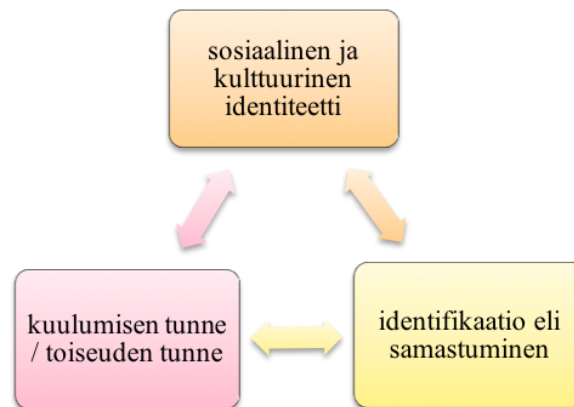 sosiaalinen ja
kulttuurinen
identiteetti
kuulumisen tunne
/ toiseuden tunne
identifikaatio eli
samastuminen